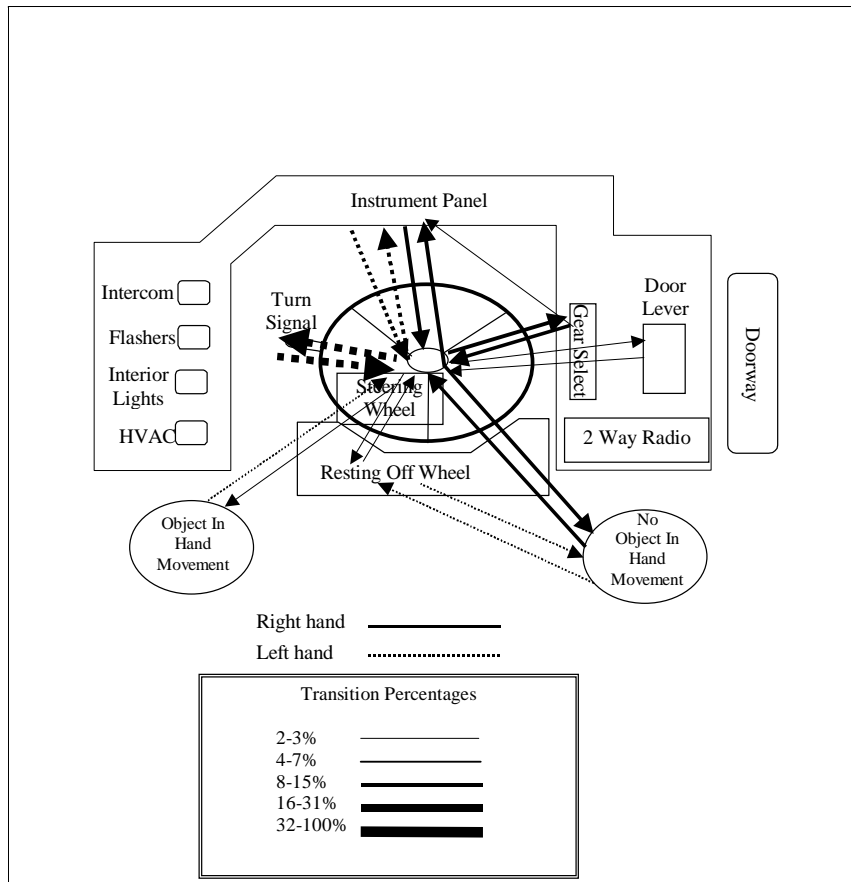 Instrument Panel
Intercom
Flashers
Interior
Lights
HVAC
Turn
Signal
Steering
Wheel
Gear Select
Door
Lever
Doorway
2 Way Radio
Resting Off Wheel
Object In
Hand
Movement
No
Object In
Hand
Movement
Right hand
Left hand
Transition Percentages
2-3%
4-7%
8-15%
16-31%
32-100%